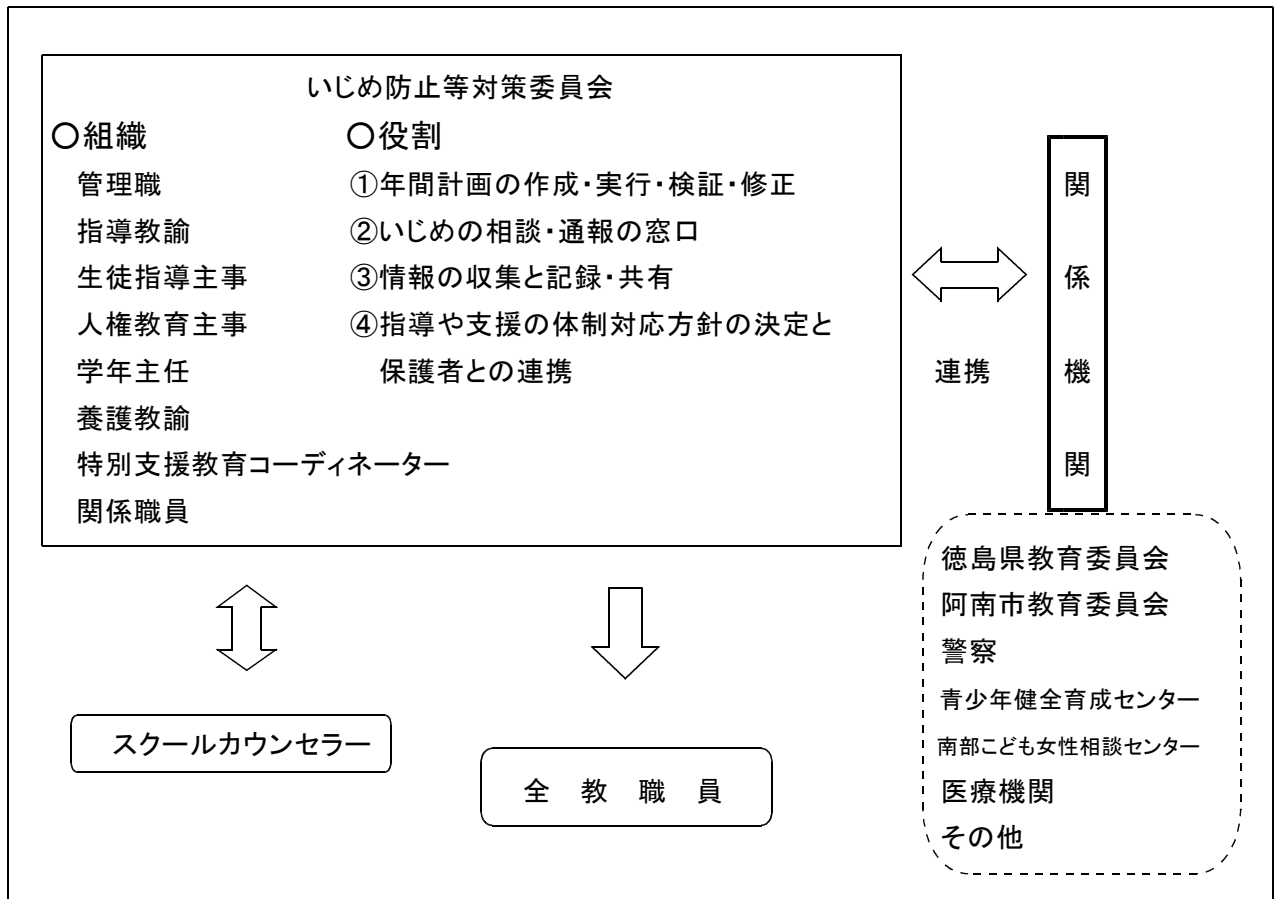 いじめ防止等対策委員会
〇組織
管理職
指導教諭
生徒指導主事
人権教育主事
学年主任
養護教諭
特別支援教育コーディネーター
関係職員
〇役割
①年間計画の作成・実行・検証・修正
②いじめの相談・通報の窓口
③情報の収集と記録・共有
④指導や支援の体制対応方針の決定と
保護者との連携
連携
関係機関
徳島県教育委員会
阿南市教育委員会
警察
青少年健全育成センター
南部こども女性相談センター
医療機関
その他
スクールカウンセラー
全教職員